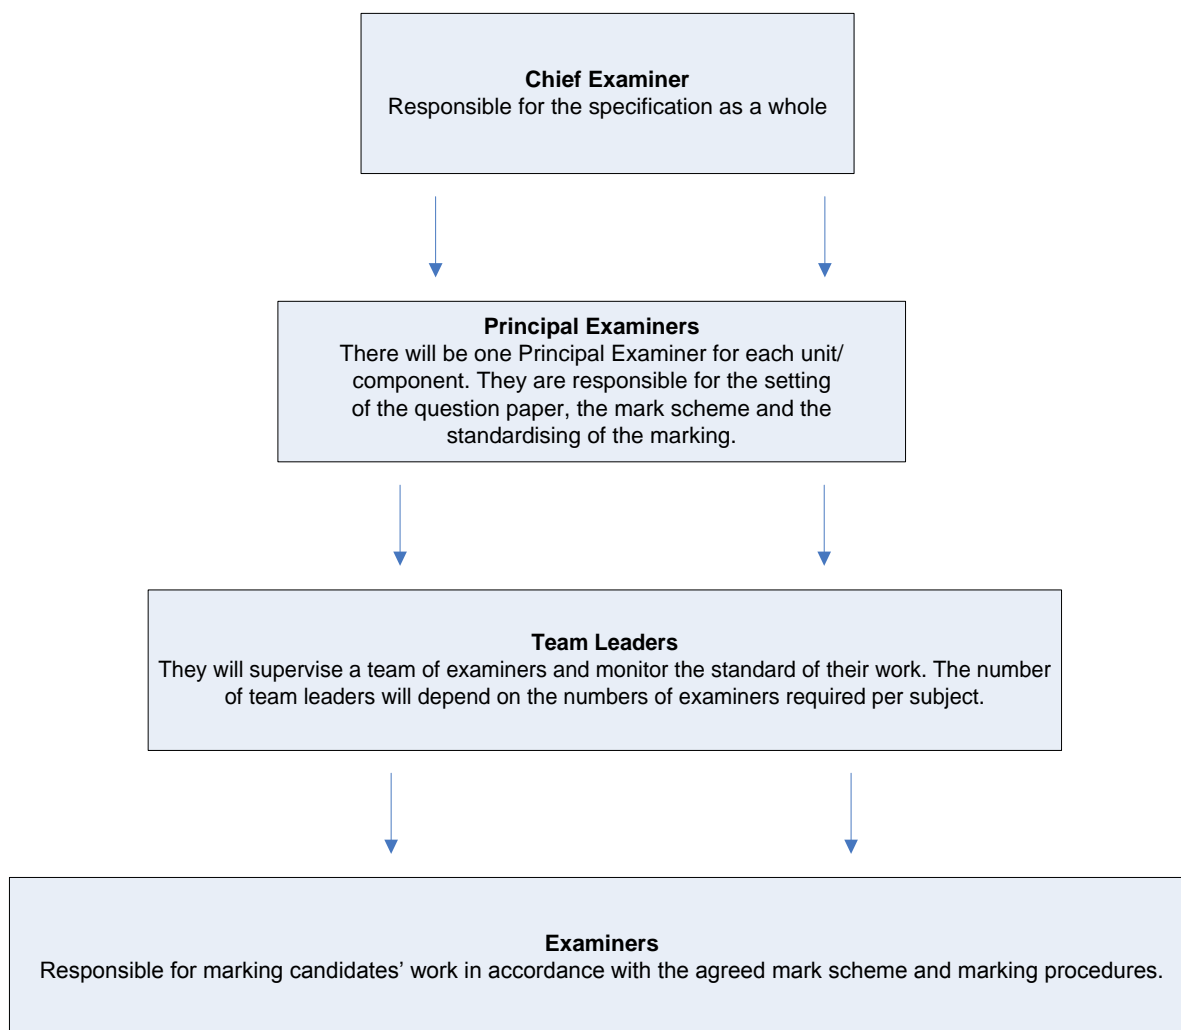 Chief Examiner
Responsible for the specification as a whole
Principal Examiners
There will be one Principal Examiner for each unit/
component. They are responsible for the setting
of the question paper, the mark scheme and the
standardising of the marking.
Team Leaders
They will supervise a team of examiners and monitor the standard of their work. The number
of team leaders will depend on the numbers of examiners required per subject.
Examiners
Responsible for marking candidates’ work in accordance with the agreed mark scheme and marking procedures.